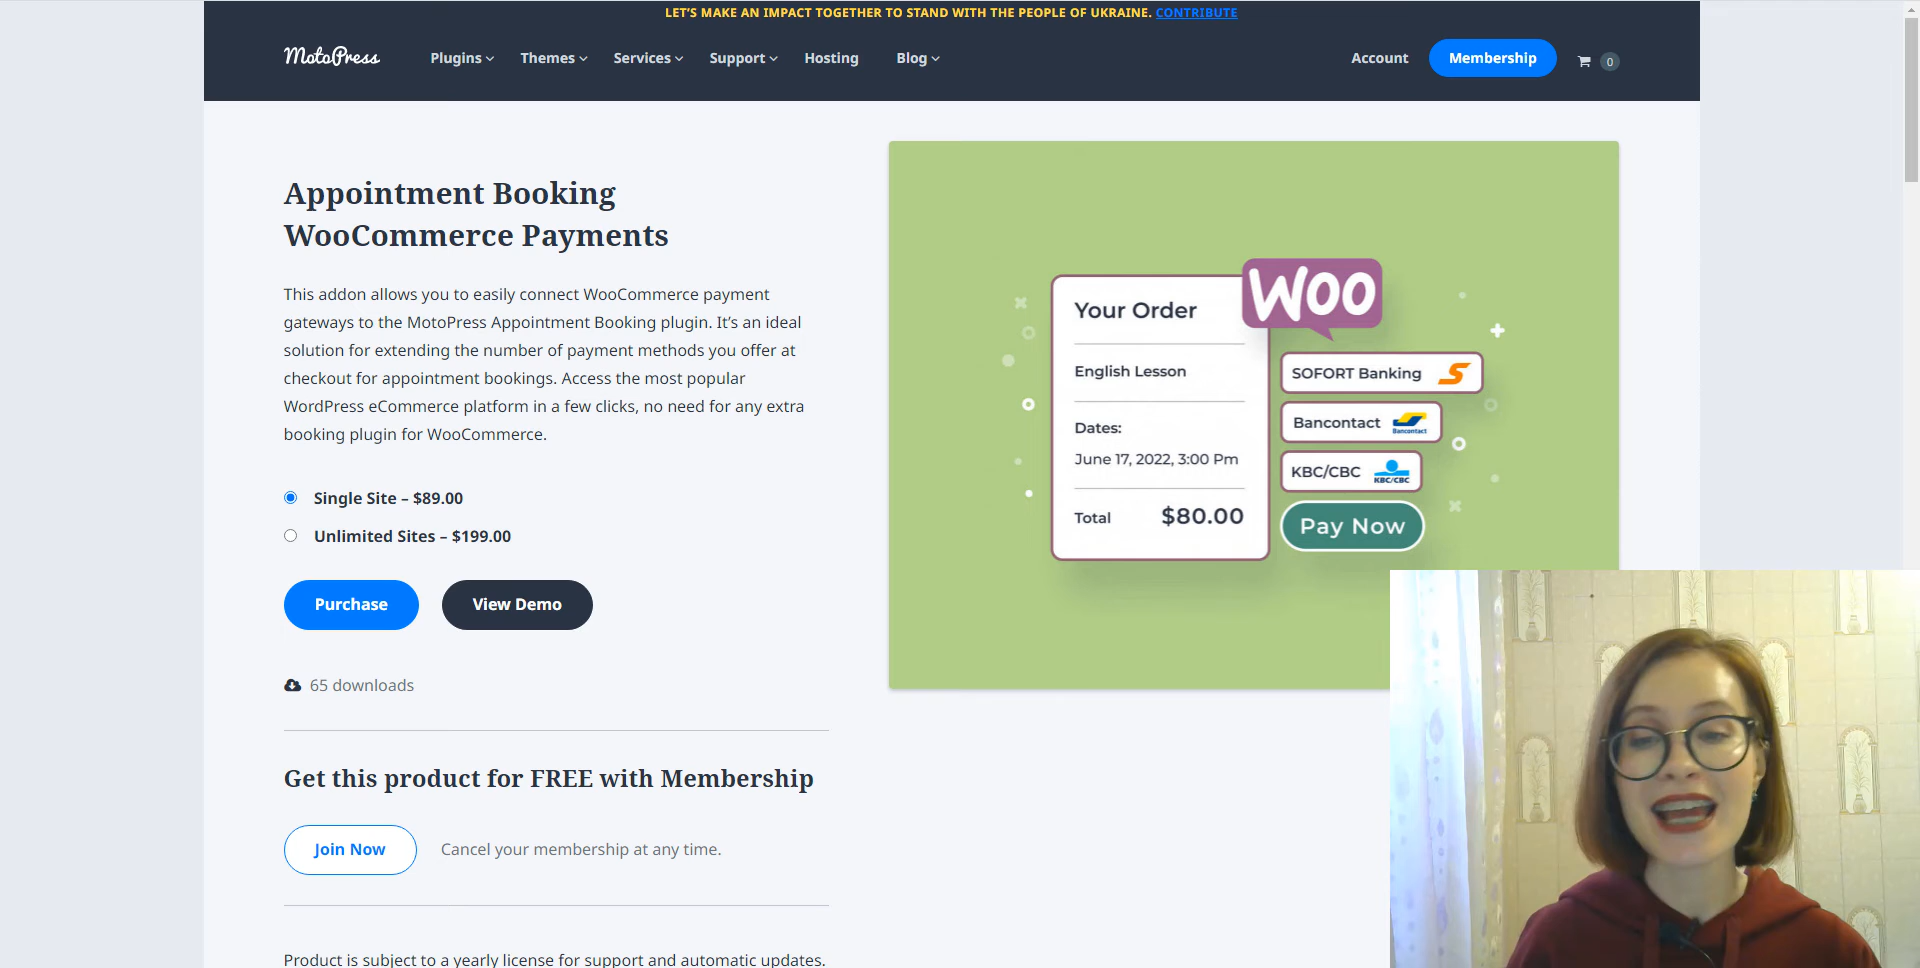 LET'S MAKE AN IMPACT TOGETHER TO STAND WITH THE PEOPLE OF UKRAINE. CONTRIBUTE
MotoPress Plugins Themes Services Support Hosting Blog Account Membership 0
Appointment Booking
WooCommerce Payments
This addon allows you to easily connect WooCommerce payment
gateways to the MotoPress Appointment Booking plugin. It's an ideal
solution for extending the number of payment methods you offer at
checkout for appointment bookings. Access the most popular
WordPress eCommerce platform in a few clicks, no need for any extra
booking plugin for WooCommerce.
Single Site – $89.00
Unlimited Sites – $199.00
Purchase View Demo
65 downloads
Get this product for FREE with Membership
Join Now Cancel your membership at any time.
Product is subject to a yearly license for support and automatic updates.
WOO
Your Order
English Lesson
Dates:
June 17, 2022, 3:00 Pm
Total $80.00
SOFORT Banking S
Bancontact Bancontact
KBC/CBC KBC/CBC
Pay Now